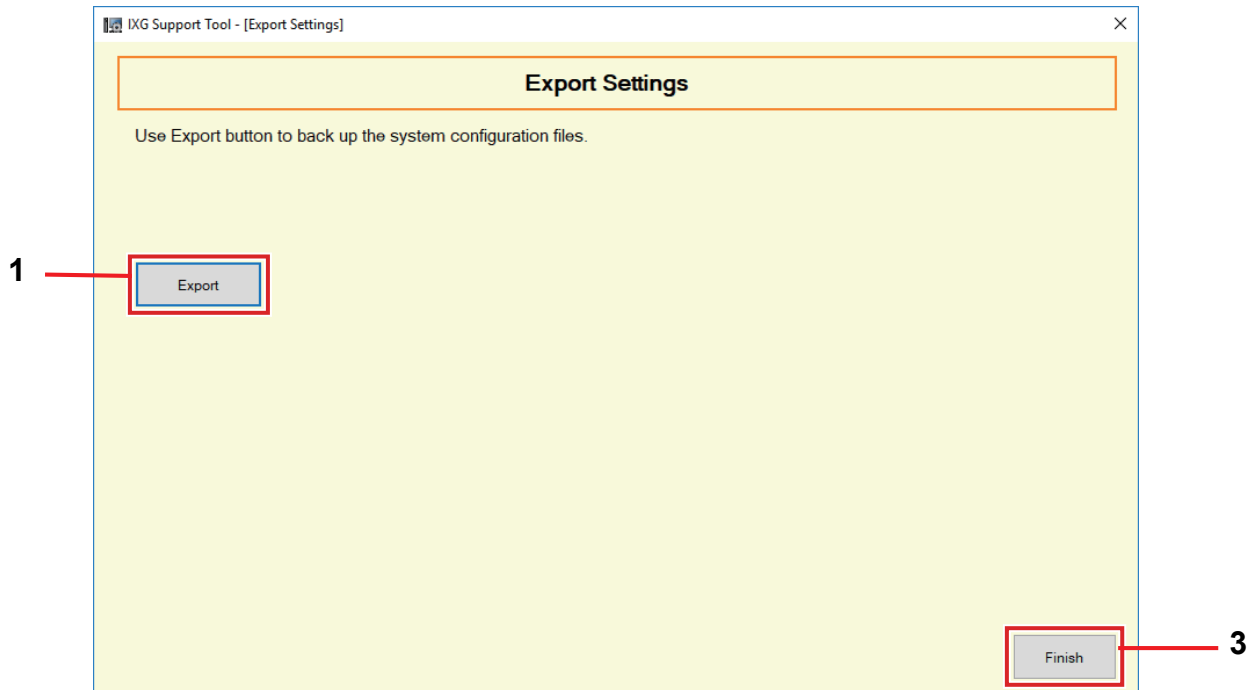 IXG Support Tool - [Export Settings]
Export Settings
Use Export button to back up the system configuration files.
1
Export
3
Finish